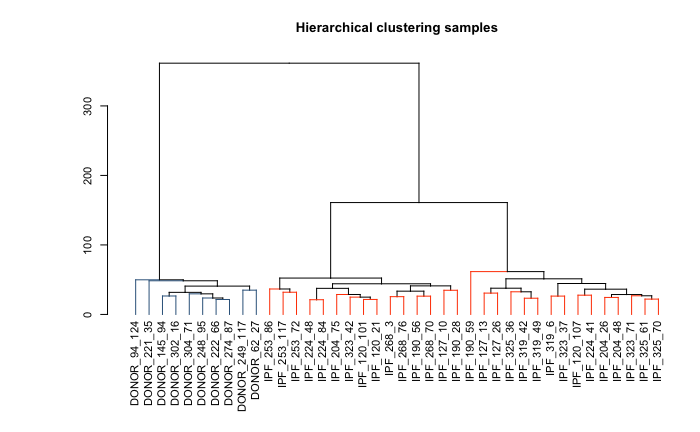 Hierarchical clustering samples
300
200
100
0
DONOR_94_124
DONOR_221_35
DONOR_145_94
DONOR_302_16
DONOR_304_71
DONOR_248_95
DONOR_222_66
DONOR_274_87
DONOR_249_117
DONOR_62_27
IPF_253_86
IPF_253_117
IPF_253_72
IPF_224_48
IPF_224_84
IPF_204_75
IPF_323_42
IPF_120_101
IPF_120_21
IPF_268_3
IPF_268_76
IPF_190_56
IPF_268_70
IPF_127_10
IPF_190_28
IPF_190_59
IPF_127_13
IPF_127_26
IPF_325_36
IPF_319_42
IPF_319_49
IPF_319_6
IPF_323_37
IPF_120_107
IPF_224_41
IPF_204_26
IPF_204_48
IPF_323_71
IPF_325_61
IPF_325_70